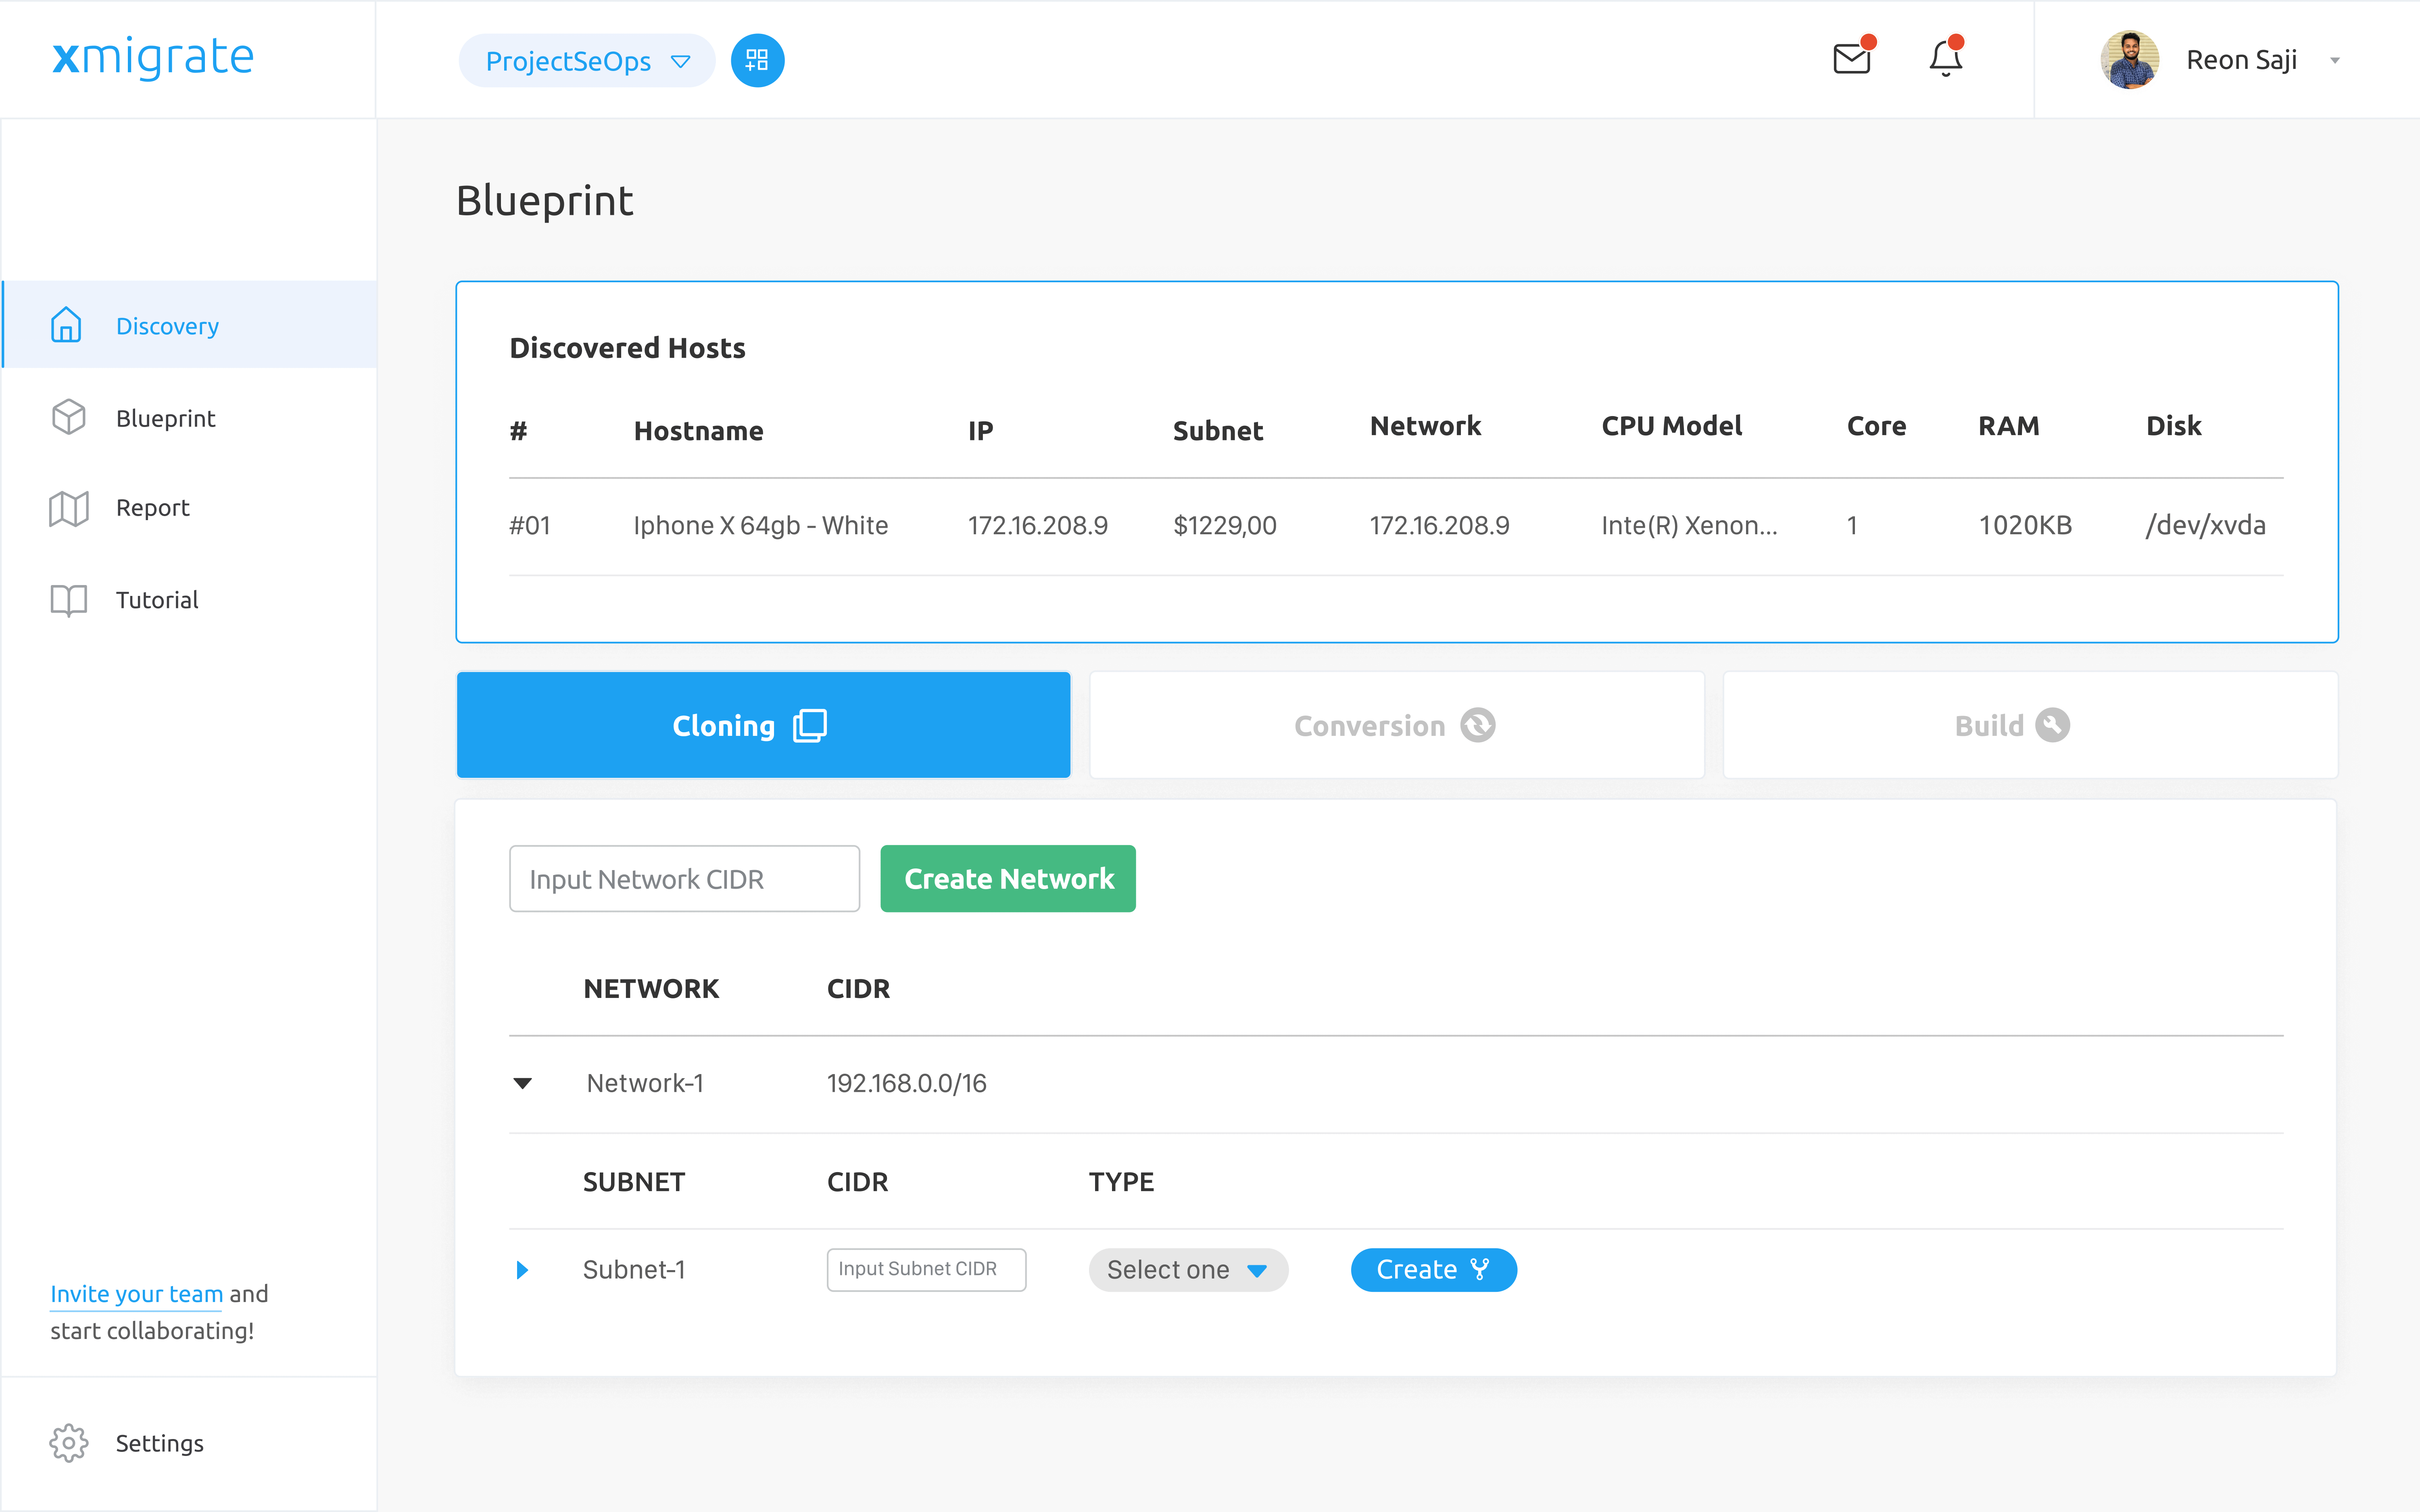 xmigrate
ProjectSeOps
Reon Saji
Discovery
Blueprint
Report
Tutorial
Invite your team and
start collaborating!
Settings
Blueprint
Discovered Hosts
# Hostname IP Subnet Network CPU Model Core RAM Disk
#01 Iphone X 64gb - White 172.16.208.9 $1229,00 172.16.208.9 Inte(R) Xenon... 1 1020KB /dev/xvda
Cloning Conversion Build
Input Network CIDR Create Network
NETWORK CIDR
Network-1 192.168.0.0/16
SUBNET CIDR TYPE
Subnet-1 Input Subnet CIDR Select one Create